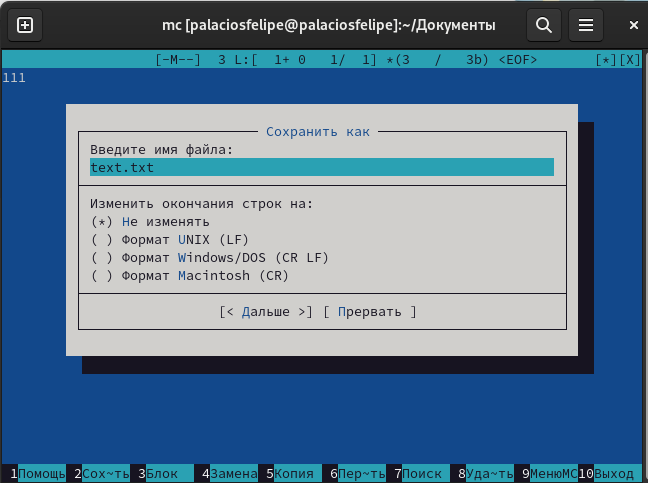 mc [palaciosfelipe@palaciosfelipe]:~/Документы
[-M--]  3 L:[  1+ 0   1/  1] *(3   /   3b) <EOF>       [*][X]
111
Сохранить как
Введите имя файла:
text.txt
Изменить окончания строк на:
(*) Не изменять
( ) Формат UNIX (LF)
( ) Формат Windows/DOS (CR LF)
( ) Формат Macintosh (CR)
[< Дальше >] [ Прервать ]
1Помощь 2Сох~ть 3Блок 4Замена 5Копия 6Пер~ть 7Поиск 8Уда~ть 9МенюMC 10Выход